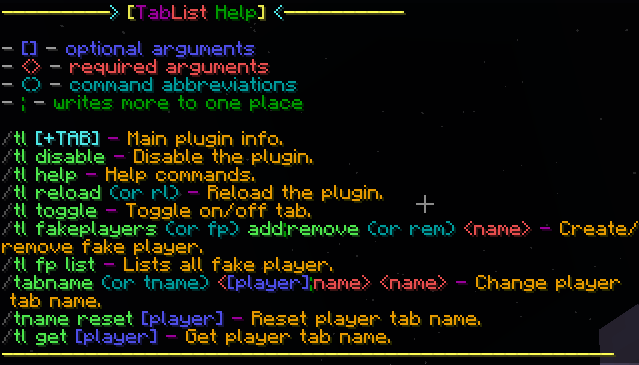 > [TabList Help] <
- [] - optional arguments
- <> - required arguments
- () - command abbreviations
- ¦ - writes more to one place
/tl [+TAB] - Main plugin info.
/tl disable - Disable the plugin.
/tl help - Help commands.
/tl reload (or rl) - Reload the plugin.
/tl toggle - Toggle on/off tab.
/tl fakeplayers (or fp) add¦remove (or rem) <name> - Create/
remove fake player.
/tl fp list - Lists all fake player.
/tabname (or tname) <[player]¦name> <name> - Change player
tab name.
/tname reset [player] - Reset player tab name.
/tl get [player] - Get player tab name.